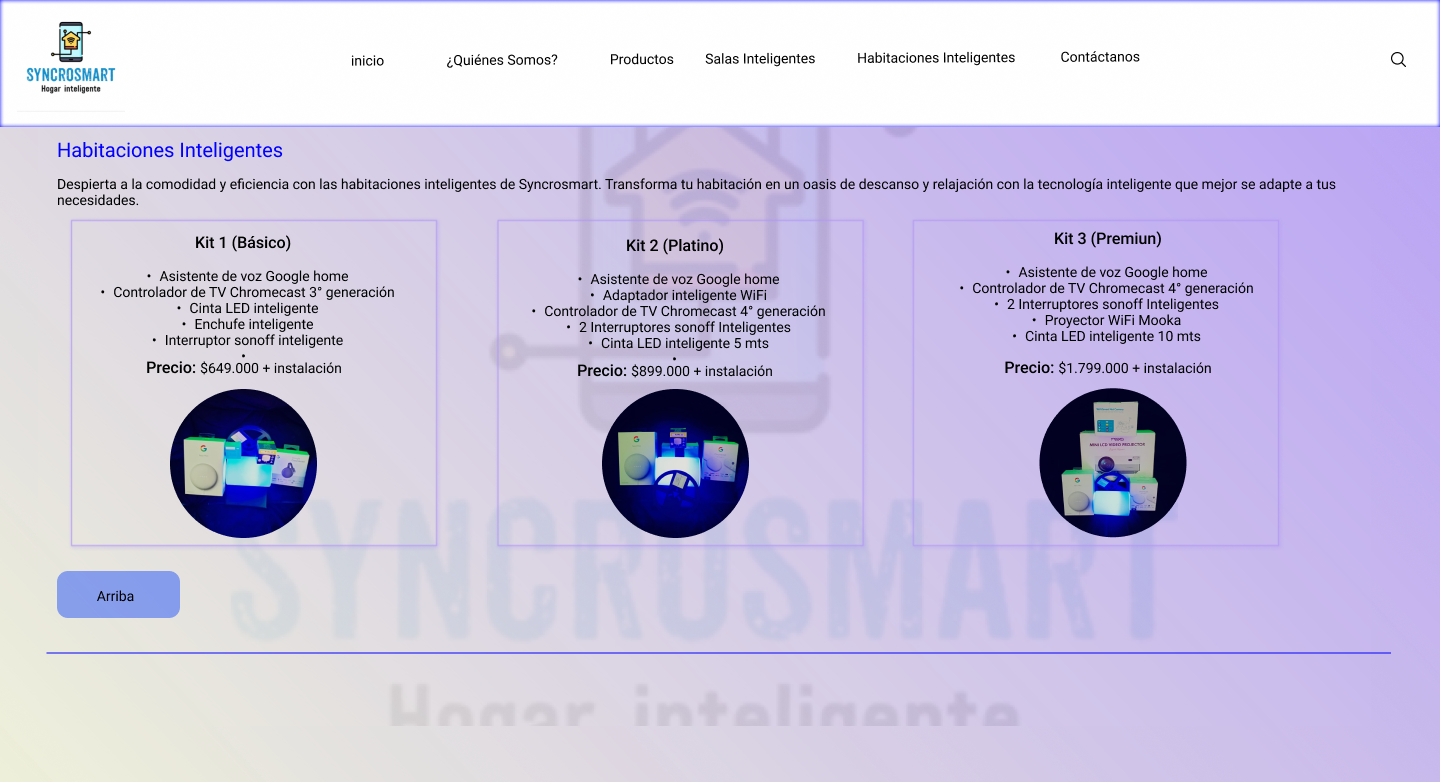 SYNCROSMART
Hogar inteligente
inicio
¿Quiénes Somos?
Productos
Salas Inteligentes
Habitaciones Inteligentes
Contáctanos
Habitaciones Inteligentes
Despierta a la comodidad y eficiencia con las habitaciones inteligentes de Syncrosmart. Transforma tu habitación en un oasis de descanso y relajación con la tecnología inteligente que mejor se adapte a tus
necesidades.
Kit 1 (Básico)
• Asistente de voz Google home
• Controlador de TV Chromecast 3° generación
• Cinta LED inteligente
• Enchufe inteligente
• Interruptor sonoff inteligente
•
Precio: $649.000 + instalación
Kit 2 (Platino)
• Asistente de voz Google home
• Adaptador inteligente WiFi
• Controlador de TV Chromecast 4° generación
• 2 Interruptores sonoff Inteligentes
• Cinta LED inteligente 5 mts
•
Precio: $899.000 + instalación
Kit 3 (Premiun)
• Asistente de voz Google home
• Controlador de TV Chromecast 4° generación
• 2 Interruptores sonoff Inteligentes
• Proyector WiFi Mooka
• Cinta LED inteligente 10 mts
Precio: $1.799.000 + instalación
MINI LCD VIDEO PROJECTOR
Arriba
SYNCROSMART
Hogar inteligente